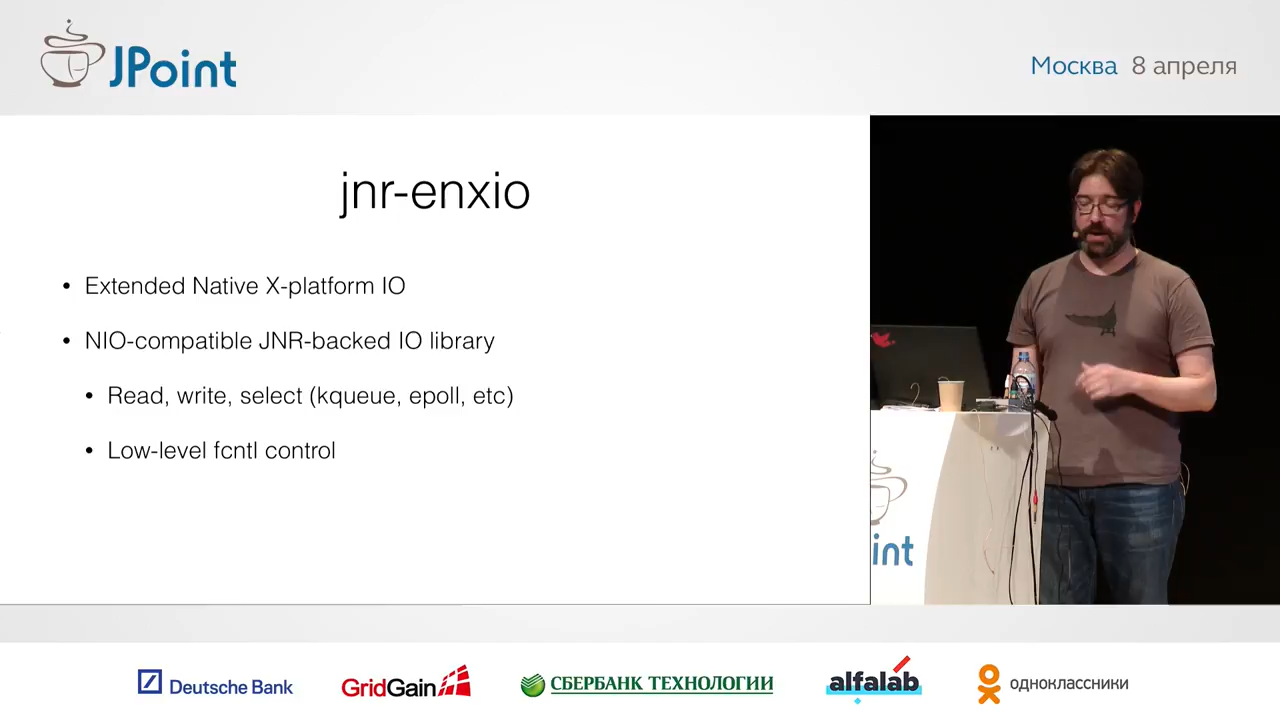 JPoint
Москва 8 апреля
jnr-enxio
• Extended Native X-platform IO
• NIO-compatible JNR-backed IO library
• Read, write, select (kqueue, epoll, etc)
• Low-level fcntl control
int
Deutsche Bank
GridGain
СБЕРБАНК ТЕХНОЛОГИИ
alfalab
одноклассники